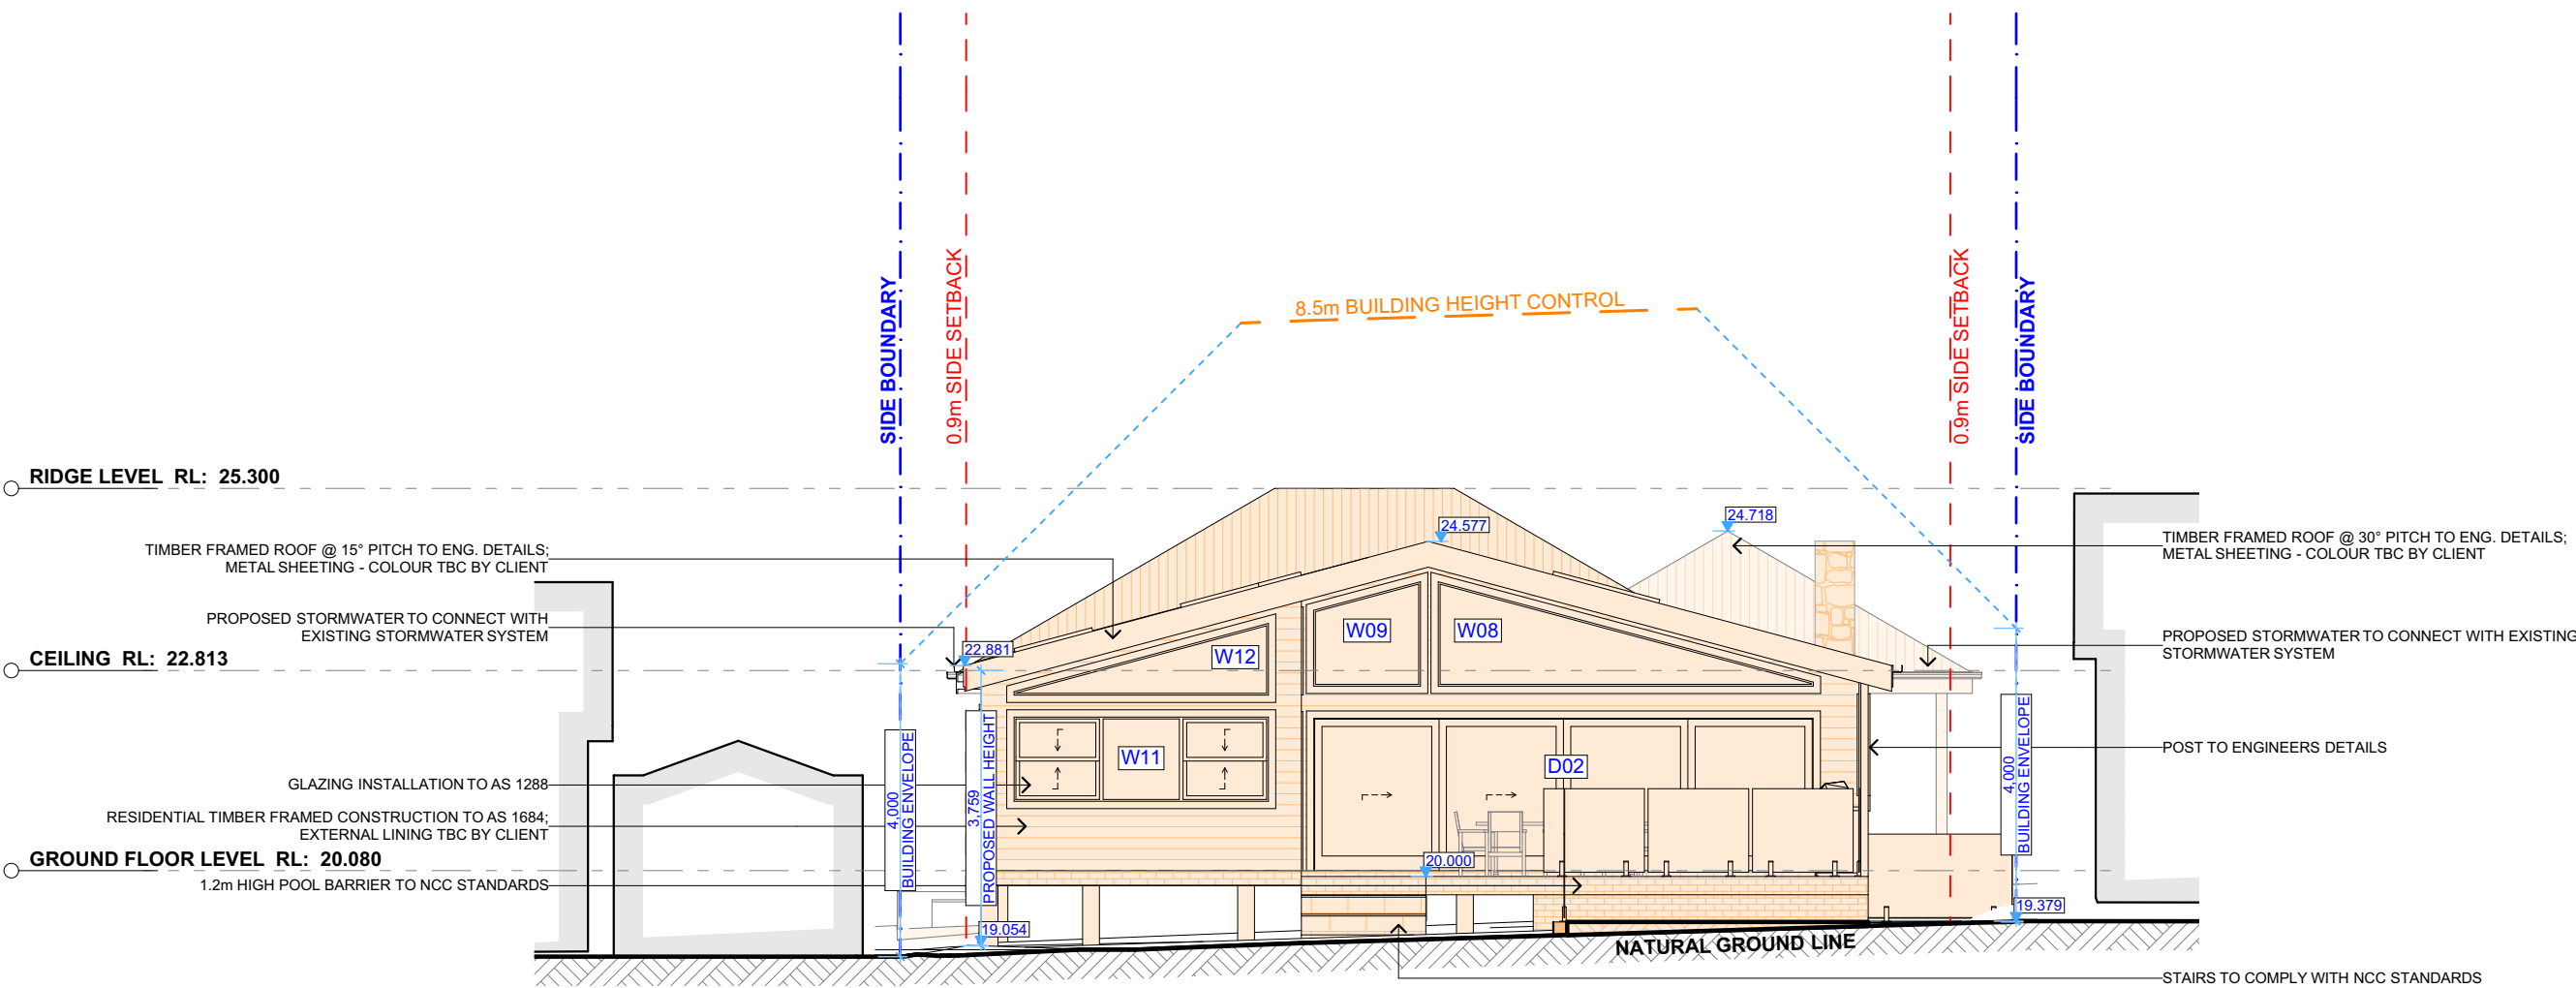 SIDE BOUNDARY
0.9m SIDE SETBACK
8.5m BUILDING HEIGHT CONTROL
0.9m SIDE SETBACK
SIDE BOUNDARY
RIDGE LEVEL  RL:  25.300
24.577
24.718
TIMBER FRAMED ROOF @ 15° PITCH TO ENG. DETAILS;
METAL SHEETING - COLOUR TBC BY CLIENT
TIMBER FRAMED ROOF @ 30° PITCH TO ENG. DETAILS;
METAL SHEETING - COLOUR TBC BY CLIENT
PROPOSED STORMWATER TO CONNECT WITH
EXISTING STORMWATER SYSTEM
PROPOSED STORMWATER TO CONNECT WITH EXISTING
STORMWATER SYSTEM
CEILING  RL:  22.813
22.881
W12
W09
W08
W11
D02
POST TO ENGINEERS DETAILS
GLAZING INSTALLATION TO AS 1288
RESIDENTIAL TIMBER FRAMED CONSTRUCTION TO AS 1684;
EXTERNAL LINING TBC BY CLIENT
4,000
BUILDING ENVELOPE
3,759
PROPOSED WALL HEIGHT
4,000
BUILDING ENVELOPE
GROUND FLOOR LEVEL  RL:  20.080
20.000
1.2m HIGH POOL BARRIER TO NCC STANDARDS
19.054
19.379
NATURAL GROUND LINE
STAIRS TO COMPLY WITH NCC STANDARDS